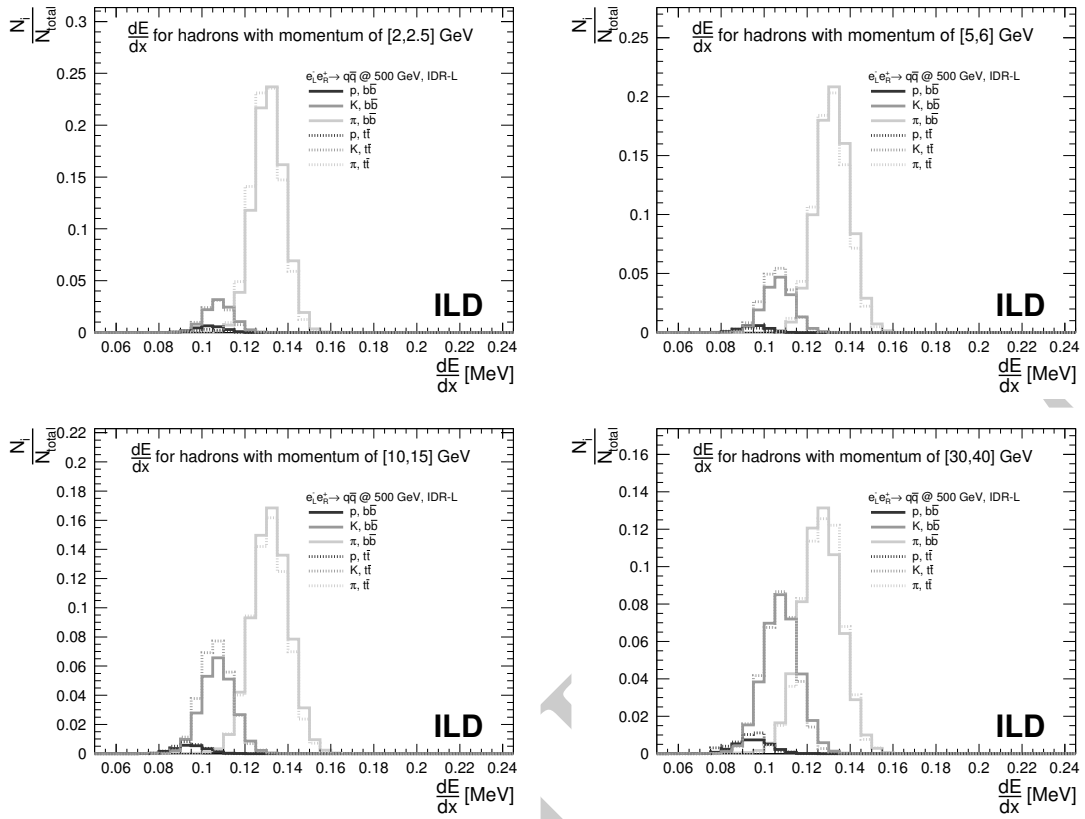 N_i / N_total
dE/dx for hadrons with momentum of [2,2.5] GeV
e⁻_L e⁺_R → qq̅ @ 500 GeV, IDR-L
p, bb̅
K, bb̅
π, bb̅
p, tt̅
K, tt̅
π, tt̅
0.3
0.25
0.2
0.15
0.1
0.05
0
ILD
0.06 0.08 0.1 0.12 0.14 0.16 0.18 0.2 0.22 0.24
dE/dx [MeV]
N_i / N_total
dE/dx for hadrons with momentum of [5,6] GeV
e⁻_L e⁺_R → qq̅ @ 500 GeV, IDR-L
p, bb̅
K, bb̅
π, bb̅
p, tt̅
K, tt̅
π, tt̅
0.25
0.2
0.15
0.1
0.05
0
ILD
0.06 0.08 0.1 0.12 0.14 0.16 0.18 0.2 0.22 0.24
dE/dx [MeV]
N_i / N_total
dE/dx for hadrons with momentum of [10,15] GeV
e⁻_L e⁺_R → qq̅ @ 500 GeV, IDR-L
p, bb̅
K, bb̅
π, bb̅
p, tt̅
K, tt̅
π, tt̅
0.22
0.2
0.18
0.16
0.14
0.12
0.1
0.08
0.06
0.04
0.02
0
ILD
0.06 0.08 0.1 0.12 0.14 0.16 0.18 0.2 0.22 0.24
dE/dx [MeV]
N_i / N_total
dE/dx for hadrons with momentum of [30,40] GeV
e⁻_L e⁺_R → qq̅ @ 500 GeV, IDR-L
p, bb̅
K, bb̅
π, bb̅
p, tt̅
K, tt̅
π, tt̅
0.16
0.14
0.12
0.1
0.08
0.06
0.04
0.02
0
ILD
0.06 0.08 0.1 0.12 0.14 0.16 0.18 0.2 0.22 0.24
dE/dx [MeV]